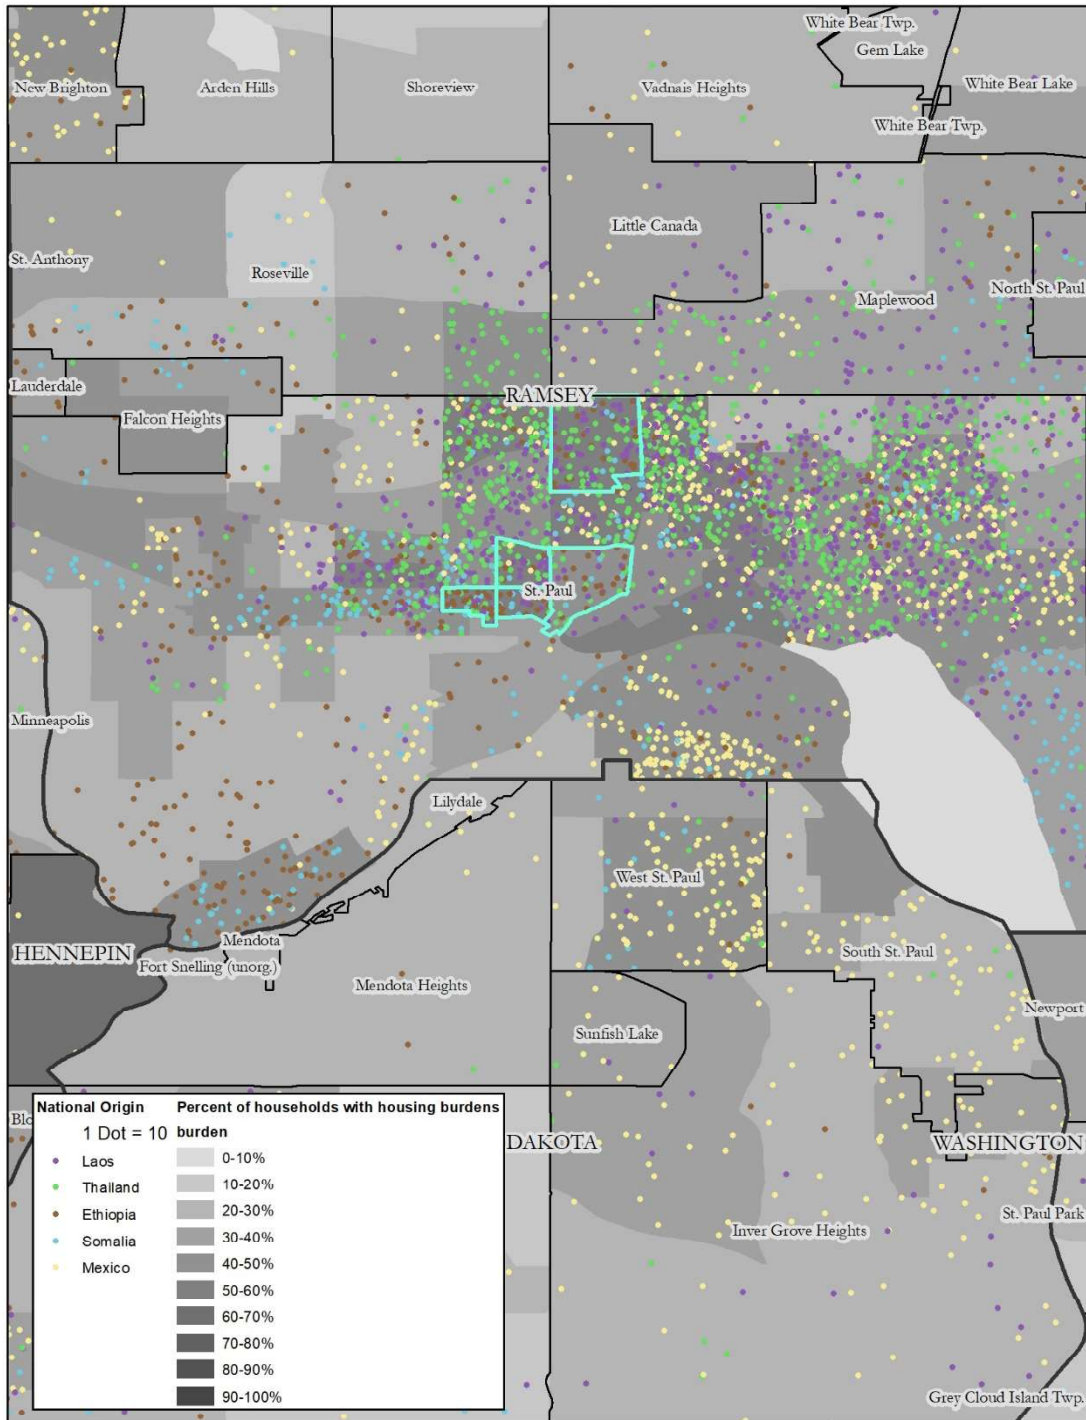 White Bear Twp.
Gem Lake
New Brighton
Arden Hills
Shoreview
Vadnais Heights
White Bear Lake
White Bear Twp.
Little Canada
St. Anthony
Roseville
Maplewood
North St. Paul
Lauderdale
RAMSEY
Falcon Heights
St. Paul
Minneapolis
Lilydale
West St. Paul
HENNEPIN
Mendota
Fort Snelling (unorg.)
South St. Paul
Mendota Heights
Newport
Sunfish Lake
Blo
DAKOTA
WASHINGTON
St. Paul Park
Inver Grove Heights
Grey Cloud Island Twp.
National Origin
1 Dot = 10
Laos
Thailand
Ethiopia
Somalia
Mexico
Percent of households with housing burdens
burden
0-10%
10-20%
20-30%
30-40%
40-50%
50-60%
60-70%
70-80%
80-90%
90-100%